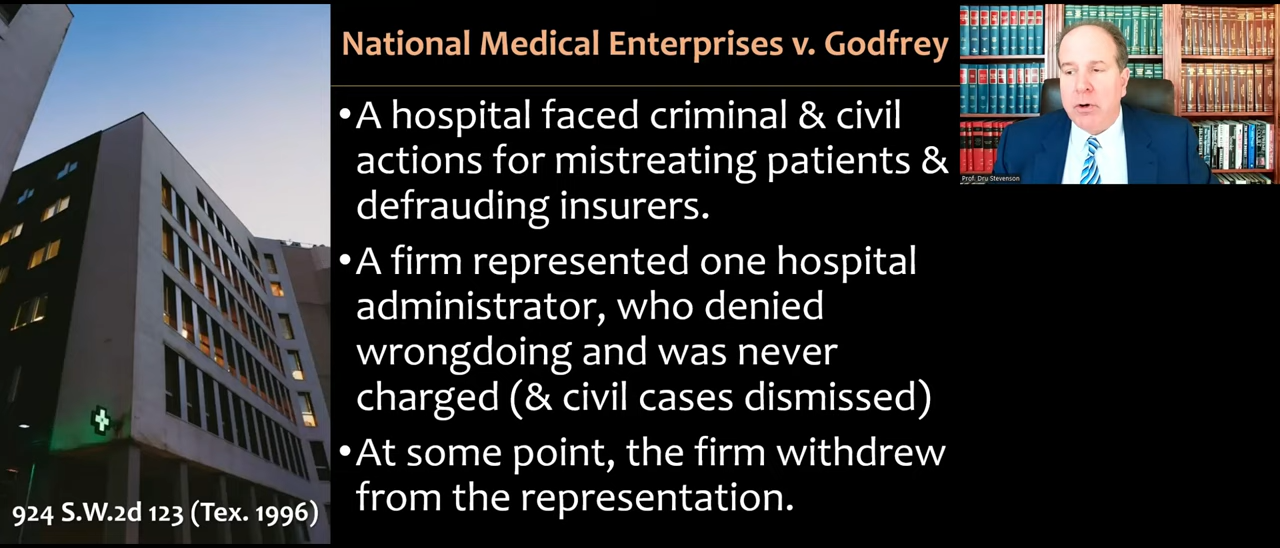 National Medical Enterprises v. Godfrey
•A hospital faced criminal & civil
actions for mistreating patients &
defrauding insurers.
•A firm represented one hospital
administrator, who denied
wrongdoing and was never
charged (& civil cases dismissed)
•At some point, the firm withdrew
from the representation.
924 S.W.2d 123 (Tex. 1996)
Prof. Dru Stevenson